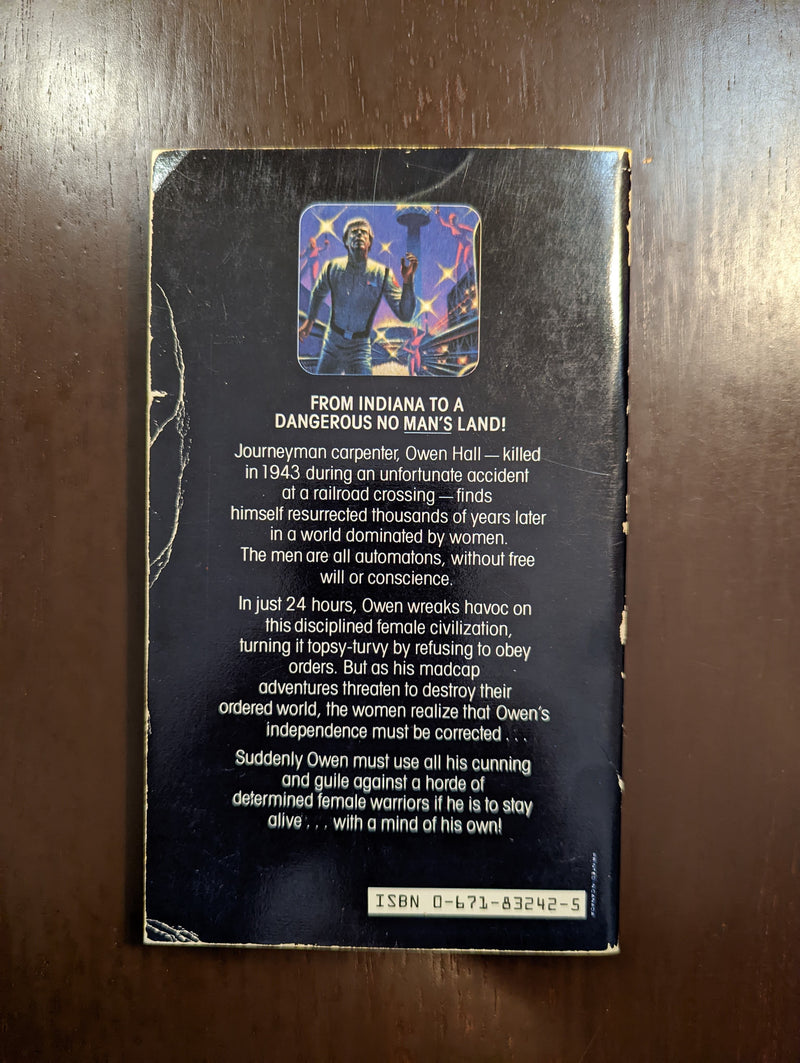 FROM INDIANA TO A
DANGEROUS NO MAN'S LAND!
Journeyman carpenter, Owen Hall — killed
in 1943 during an unfortunate accident
at a railroad crossing — finds
himself resurrected thousands of years later
in a world dominated by women.
The men are all automatons, without free
will or conscience.
In just 24 hours, Owen wreaks havoc on
this disciplined female civilization,
turning it topsy-turvy by refusing to obey
orders. But as his madcap
adventures threaten to destroy their
ordered world, the women realize that Owen's
independence must be corrected . . .
Suddenly Owen must use all his cunning
and guile against a horde of
determined female warriors if he is to stay
alive . . . with a mind of his own!
PRINTED IN CANADA
ISBN 0-671-83242-5